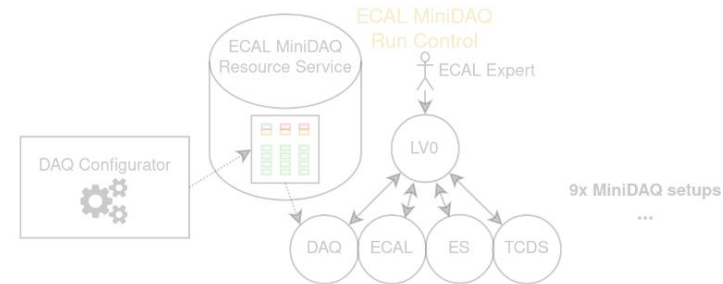 ECAL MiniDAQ
Run Control
ECAL MiniDAQ
Resource Service
ECAL Expert
DAQ Configurator
LV0
9x MiniDAQ setups
...
DAQ
ECAL
ES
TCDS